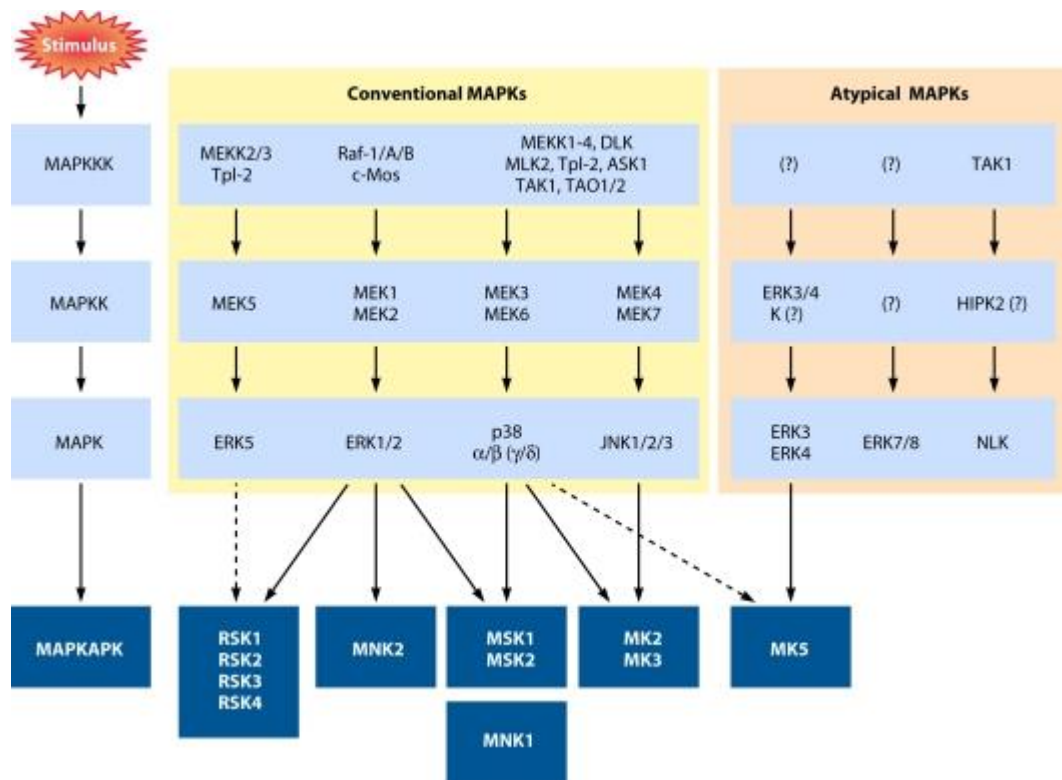 Stimulus
Conventional MAPKs
Atypical MAPKs
MAPKKK
MEKK2/3
Tpl-2
Raf-1/A/B
c-Mos
MEKK1-4, DLK
MLK2, Tpl-2, ASK1
TAK1, TAO1/2
(?)
(?)
TAK1
MAPKK
MEK5
MEK1
MEK2
MEK3
MEK6
MEK4
MEK7
ERK3/4
K (?)
(?)
HIPK2 (?)
MAPK
ERK5
ERK1/2
p38
α/β (γ/δ)
JNK1/2/3
ERK3
ERK4
ERK7/8
NLK
MAPKAPK
RSK1
RSK2
RSK3
RSK4
MNK2
MSK1
MSK2
MK2
MK3
MK5
MNK1